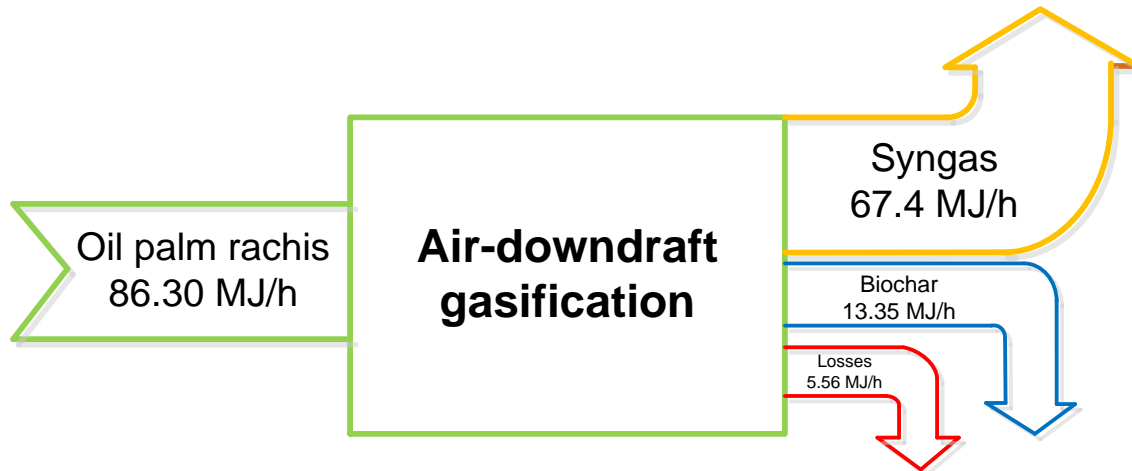 Oil palm rachis
86.30 MJ/h
Air-downdraft
gasification
Syngas
67.4 MJ/h
Biochar
13.35 MJ/h
Losses
5.56 MJ/h